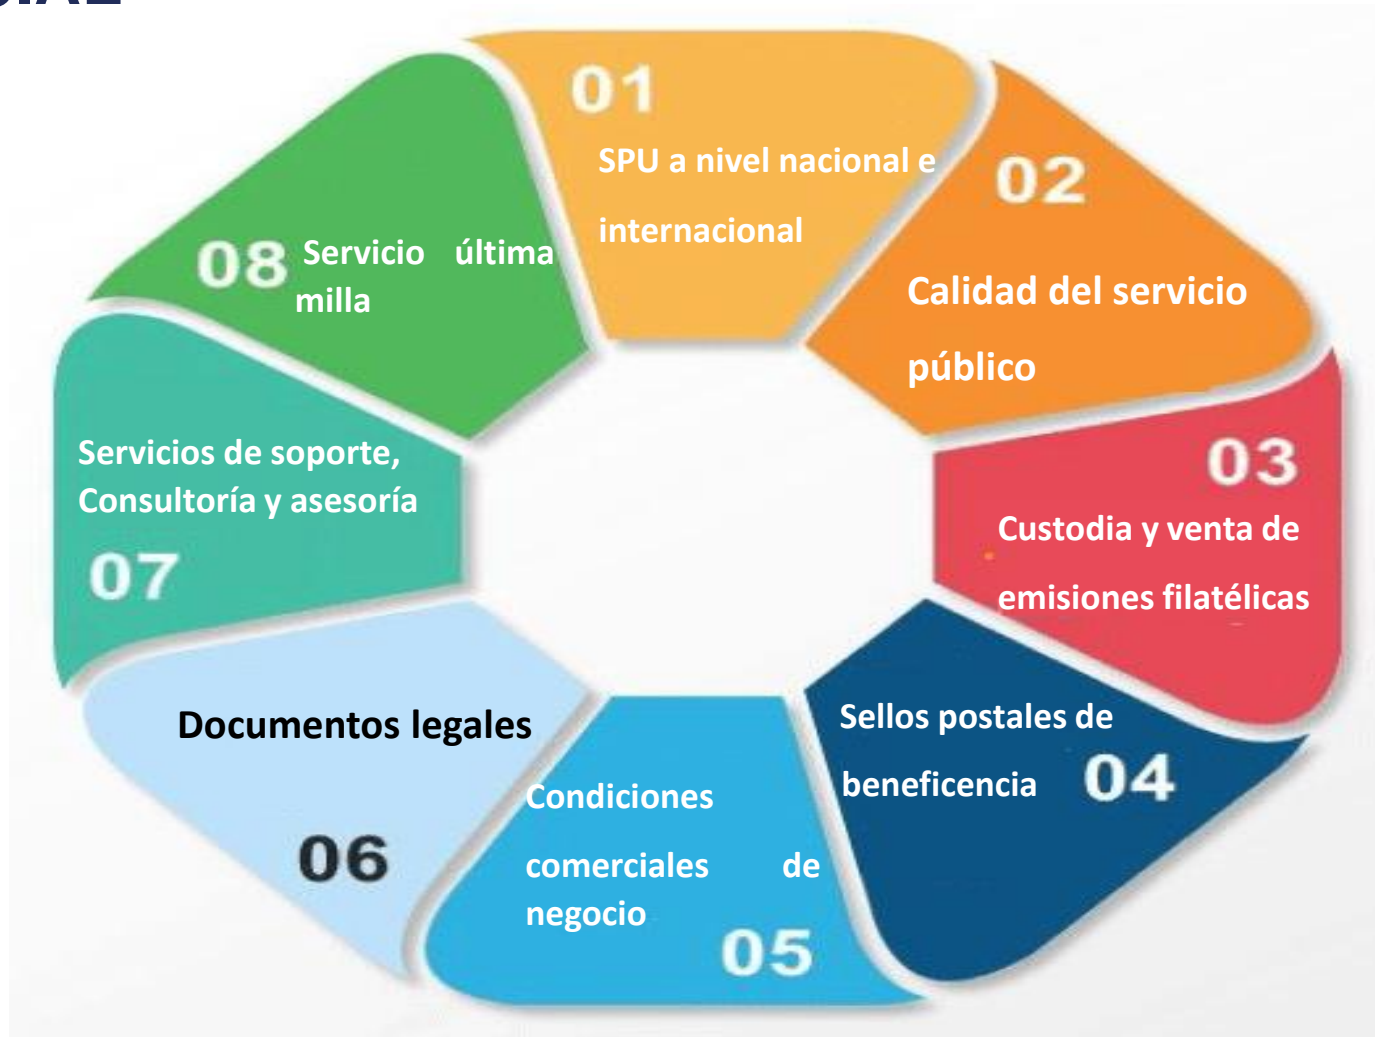 01
SPU a nivel nacional e
internacional
02
Calidad del servicio
público
03
Custodia y venta de
emisiones filatélicas
Sellos postales de
beneficencia 04
Condiciones
comerciales de
negocio
05
Documentos legales
06
Servicios de soporte,
Consultoría y asesoría
07
08 Servicio última
milla